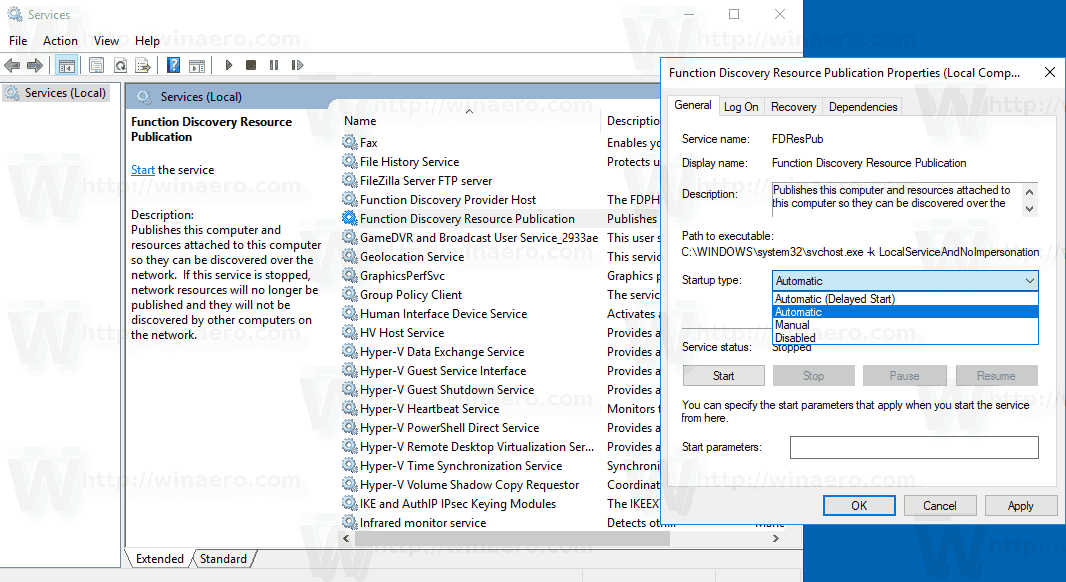 Services
File Action View Help
Services (Local)
Services (Local)
Function Discovery Resource
Publication
Start the service
Description:
Publishes this computer and
resources attached to this computer
so they can be discovered over the
network. If this service is stopped,
network resources will no longer be
published and they will not be
discovered by other computers on
the network.
Name Descriptio
Fax Enables yo
File History Service Protects u
FileZilla Server FTP server
Function Discovery Provider Host The FDPH
Function Discovery Resource Publication Publishes
GameDVR and Broadcast User Service_2933ae This user s
Geolocation Service This servic
GraphicsPerfSvc Graphics p
Group Policy Client The servic
Human Interface Device Service Activates a
HV Host Service Provides a
Hyper-V Data Exchange Service Provides a
Hyper-V Guest Service Interface Provides a
Hyper-V Guest Shutdown Service Provides a
Hyper-V Heartbeat Service Monitors t
Hyper-V PowerShell Direct Service Provides a
Hyper-V Remote Desktop Virtualization Ser... Provides a
Hyper-V Time Synchronization Service Synchroni
Hyper-V Volume Shadow Copy Requestor Coordinat
IKE and AuthIP IPsec Keying Modules The IKEEX
Infrared monitor service Detects ot...
Extended Standard
Function Discovery Resource Publication Properties (Local Comp...
General Log On Recovery Dependencies
Service name: FDResPub
Display name: Function Discovery Resource Publication
Description: Publishes this computer and resources attached to
this computer so they can be discovered over the
Path to executable:
C:\WINDOWS\system32\svchost.exe -k LocalServiceAndNoImpersonation
Startup type: Automatic
Automatic (Delayed Start)
Automatic
Manual
Disabled
Service status: Stopped
Start Stop Pause Resume
You can specify the start parameters that apply when you start the service
from here.
Start parameters:
OK Cancel Apply
http://winaero.com